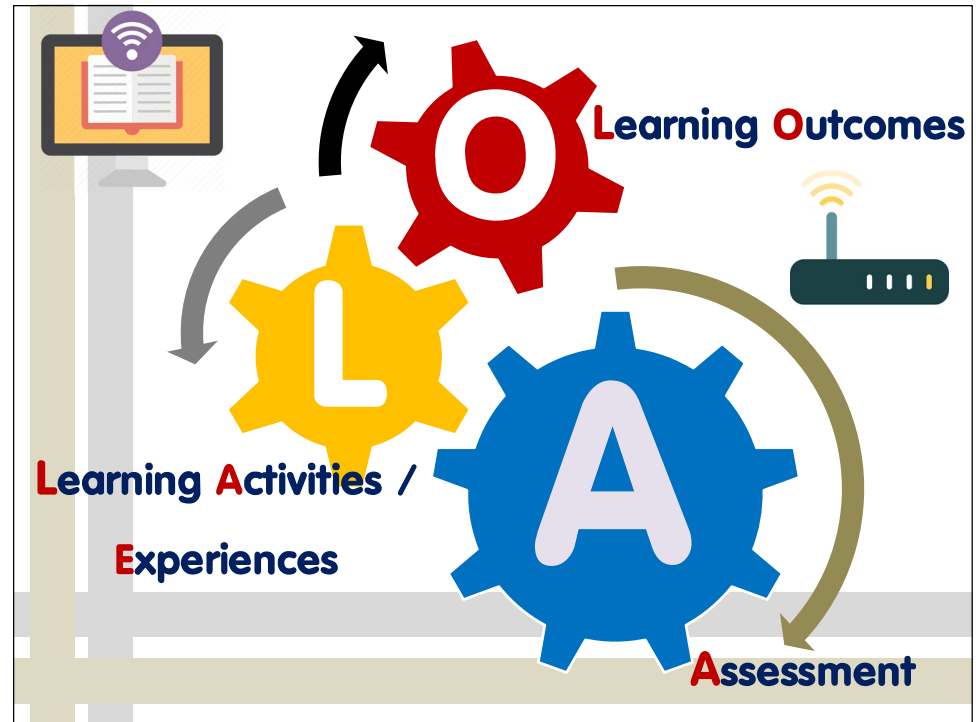 O
Learning Outcomes
L
A
Learning Activities /
Experiences
Assessment